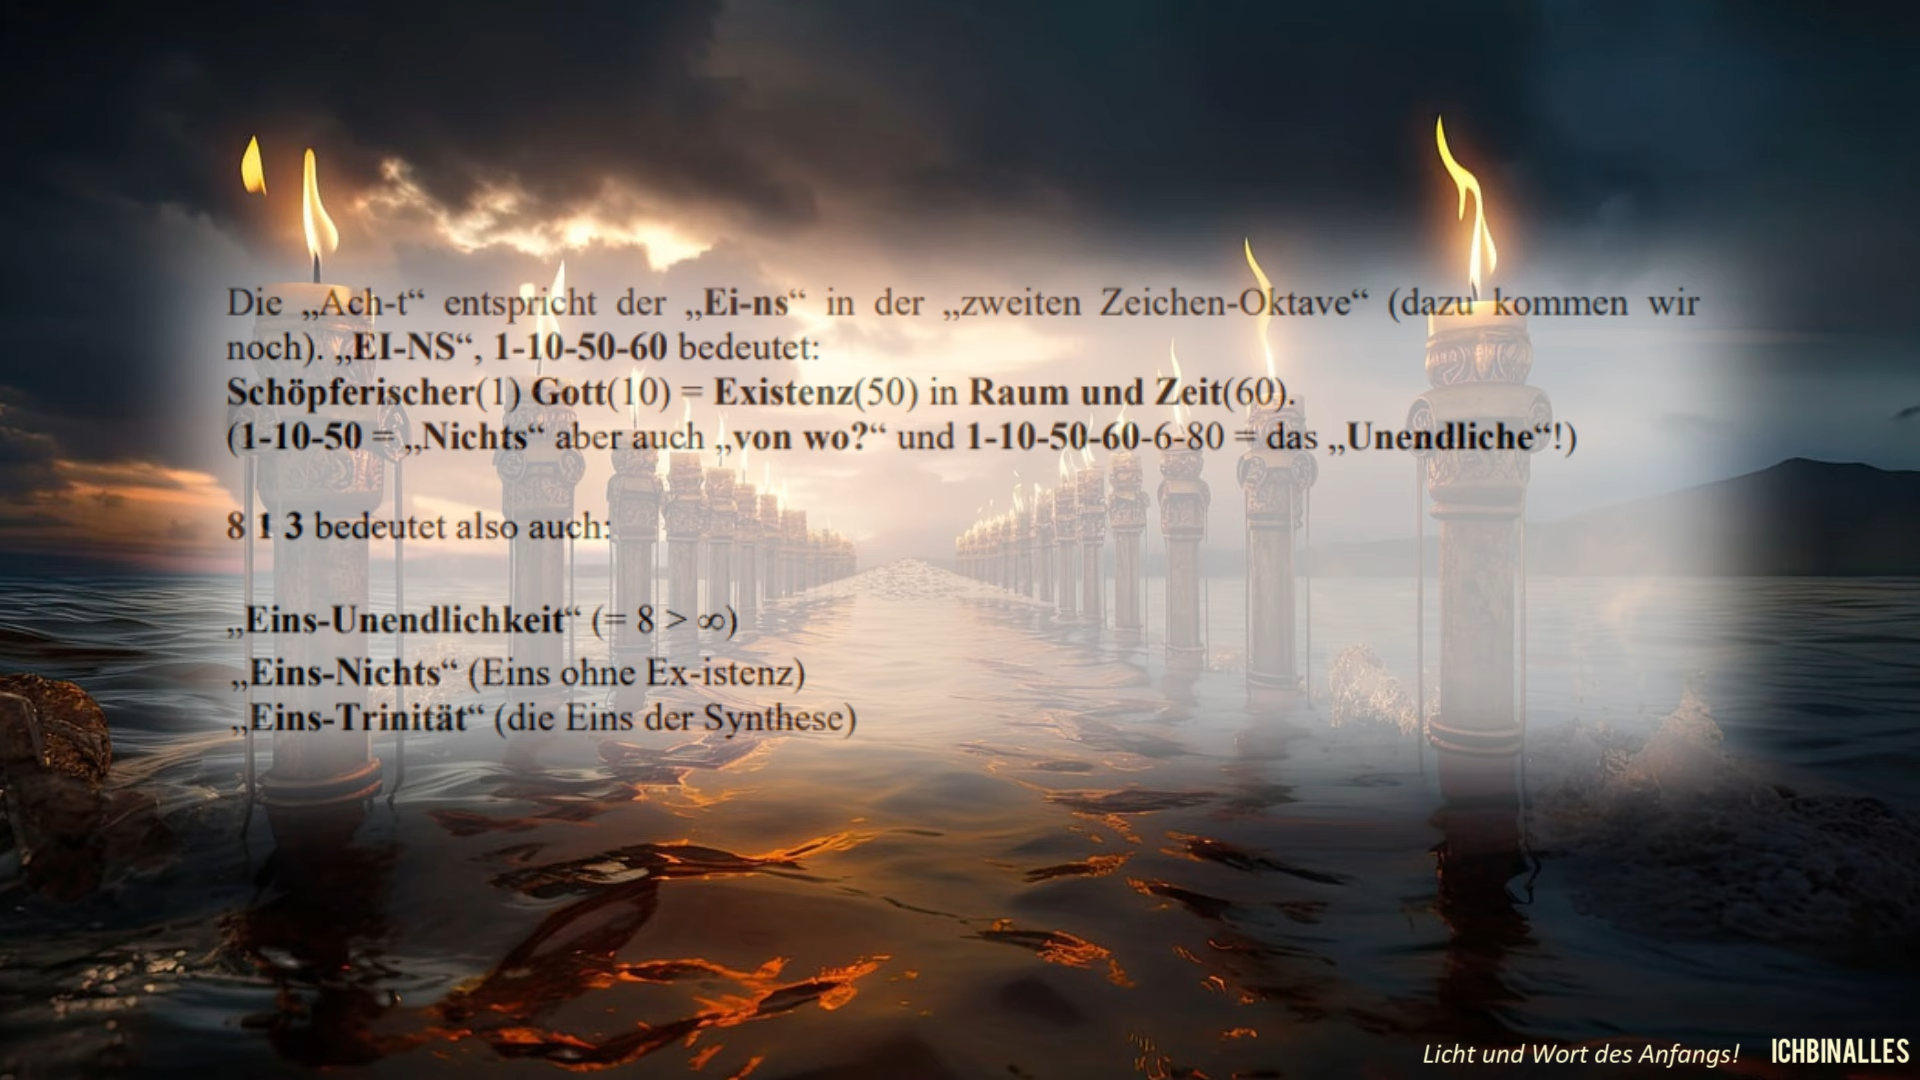 Die „Ach-t“ entspricht der „Ei-ns“ in der „zweiten Zeichen-Oktave“ (dazu kommen wir
noch). „EI-NS“, 1-10-50-60 bedeutet:
Schöpferischer(1) Gott(10) = Existenz(50) in Raum und Zeit(60).
(1-10-50 = „Nichts“ aber auch „von wo?“ und 1-10-50-60-6-80 = das „Unendliche“!)
8 1 3 bedeutet also auch:
„Eins-Unendlichkeit“ (= 8 > ∞)
„Eins-Nichts“ (Eins ohne Ex-istenz)
„Eins-Trinität“ (die Eins der Synthese)
Licht und Wort des Anfangs! ICHBINALLES